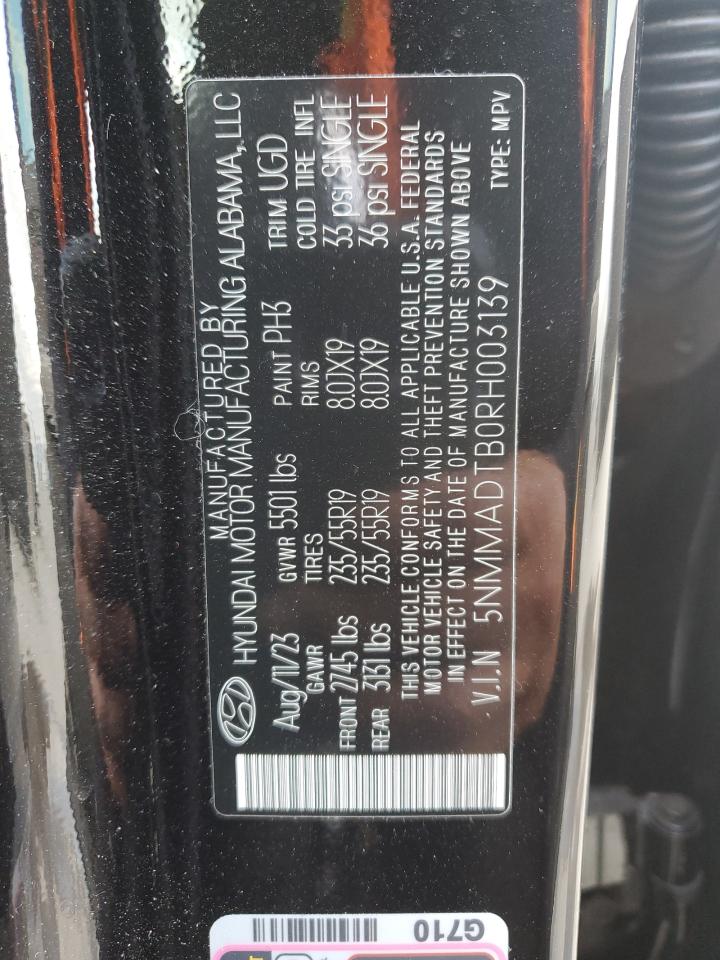 MANUFACTURED BY
HYUNDAI MOTOR MANUFACTURING ALABAMA, LLC
Aug/11/23 GVWR 5501 lbs PAINT PH3 TRIM UGD
GAWR TIRES RIMS COLD TIRE INFL
FRONT 2745 lbs 235/55R19 8.0JX19 33 psi SINGLE
REAR 3131 lbs 235/55R19 8.0JX19 36 psi SINGLE
THIS VEHICLE CONFORMS TO ALL APPLICABLE U.S.A. FEDERAL
MOTOR VEHICLE SAFETY AND THEFT PREVENTION STANDARDS
IN EFFECT ON THE DATE OF MANUFACTURE SHOWN ABOVE
V.I.N 5NMMADTB0RH003139 TYPE: MPV
G710